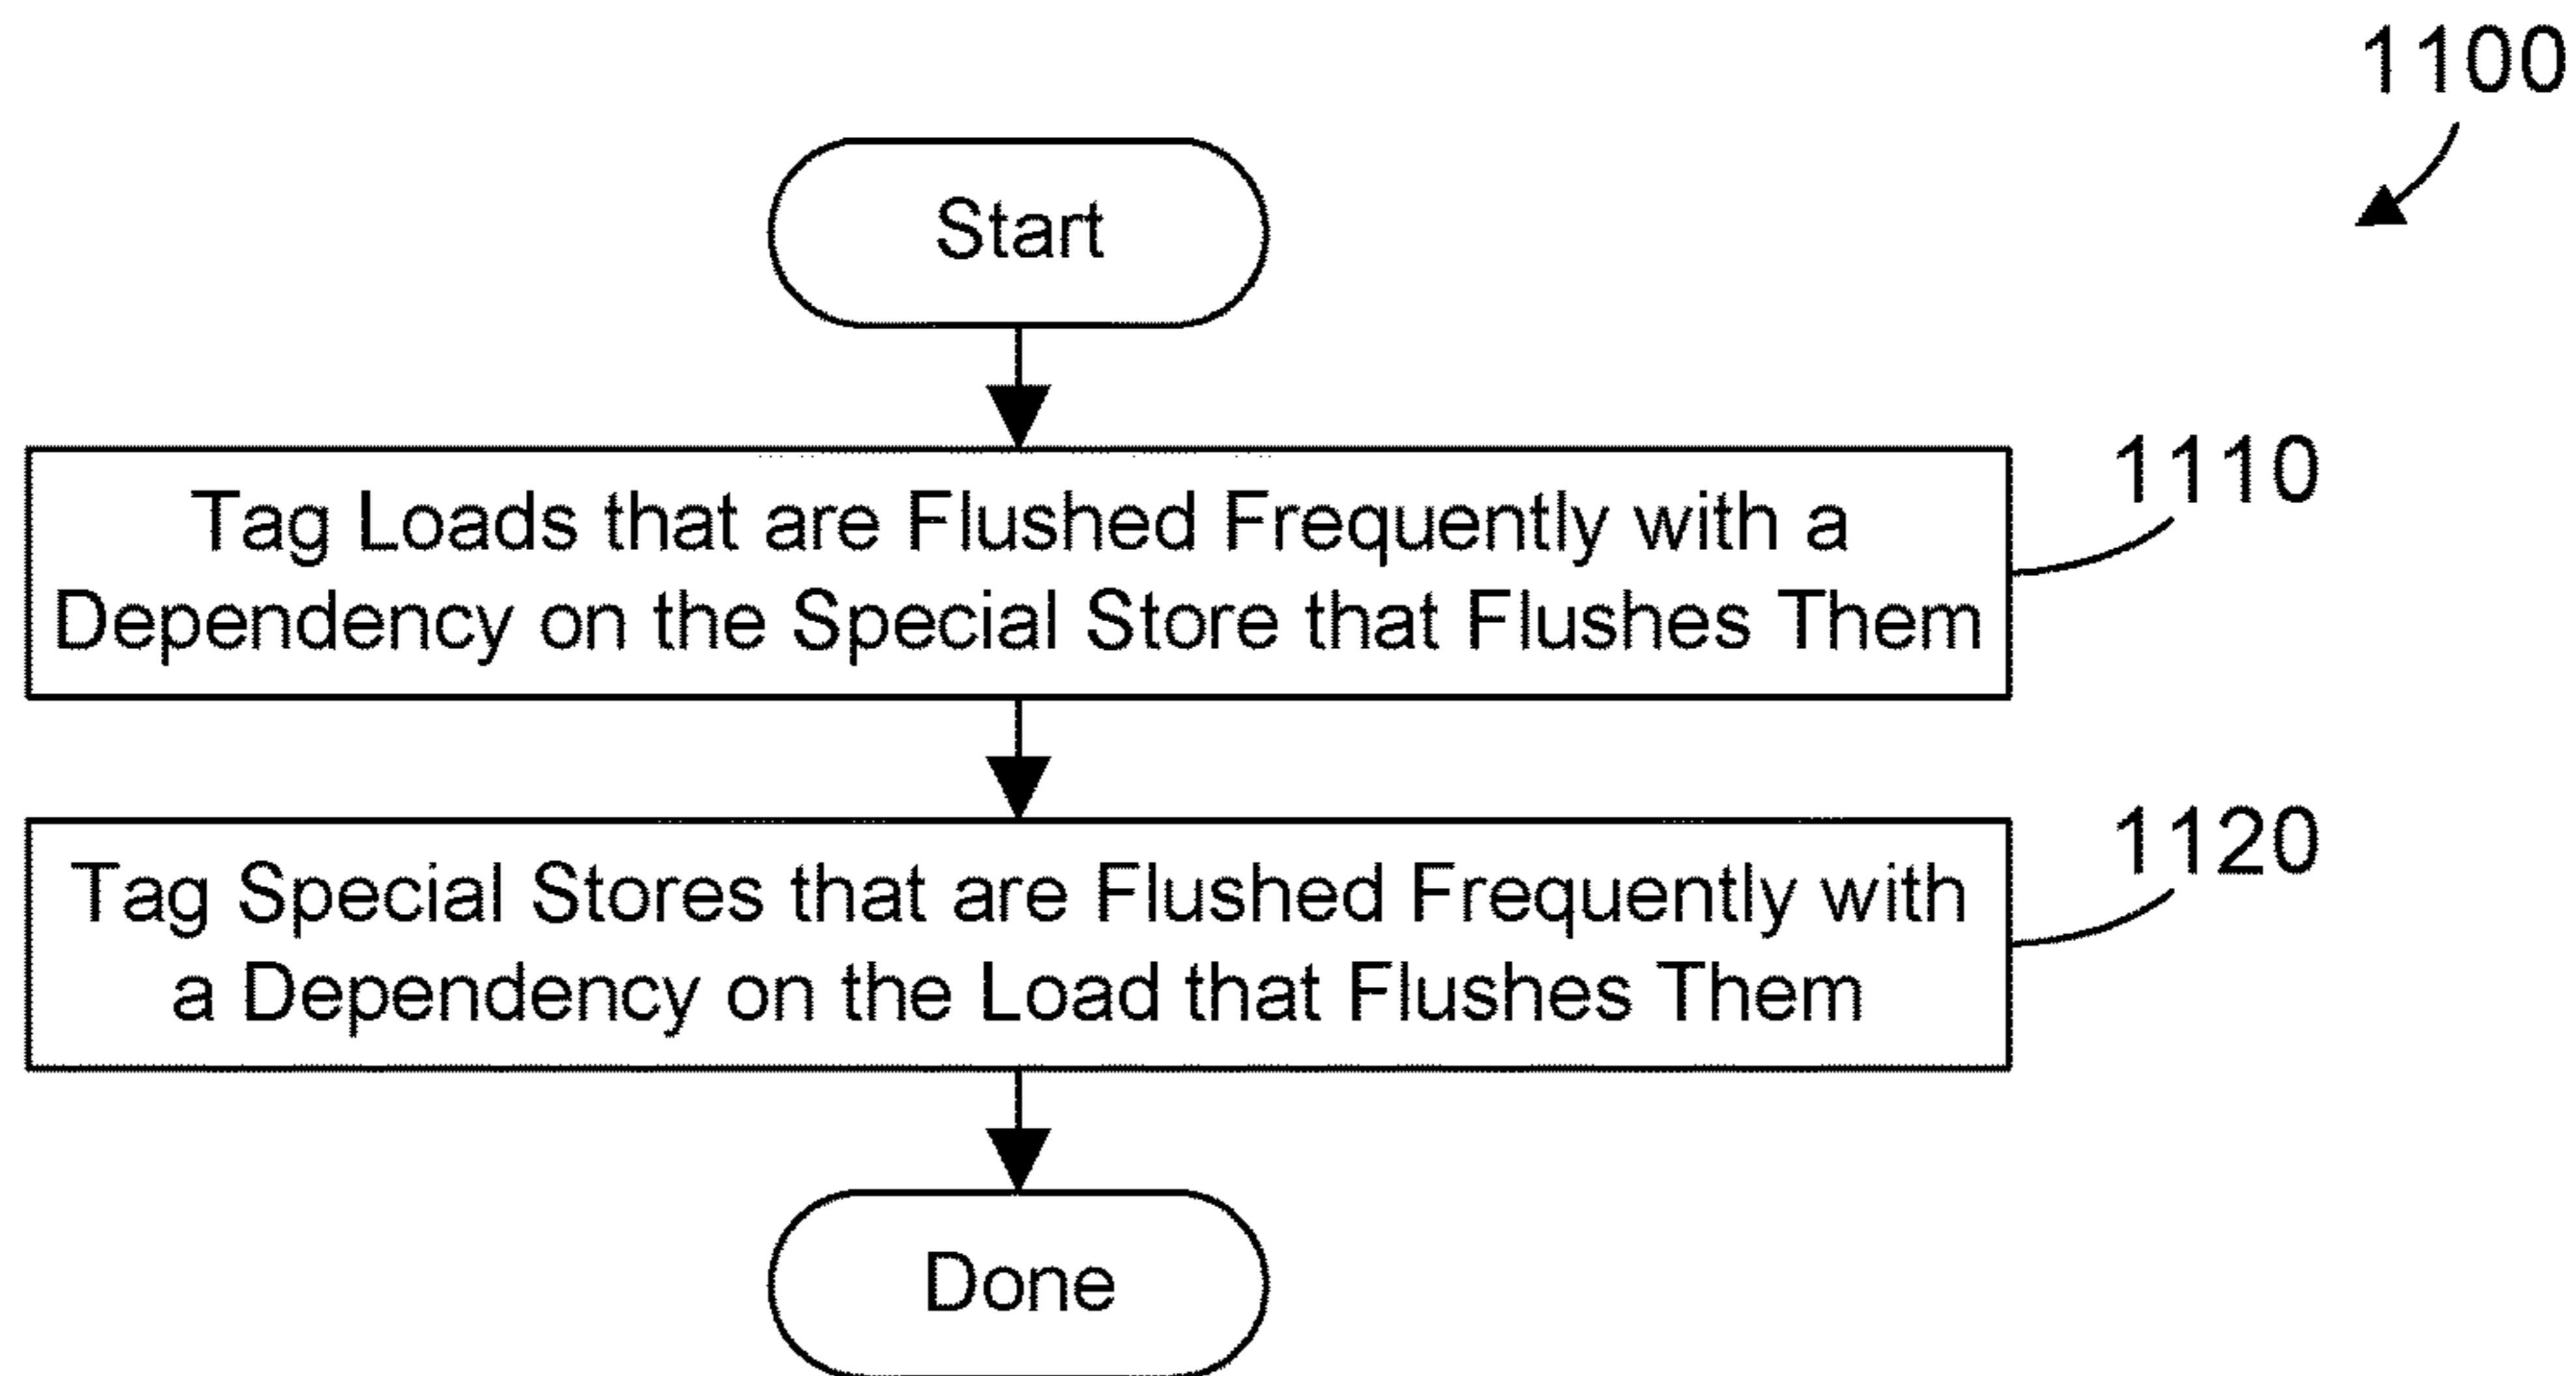 1100
Start
Tag Loads that are Flushed Frequently with a
Dependency on the Special Store that Flushes Them
1110
Tag Special Stores that are Flushed Frequently with
a Dependency on the Load that Flushes Them
1120
Done